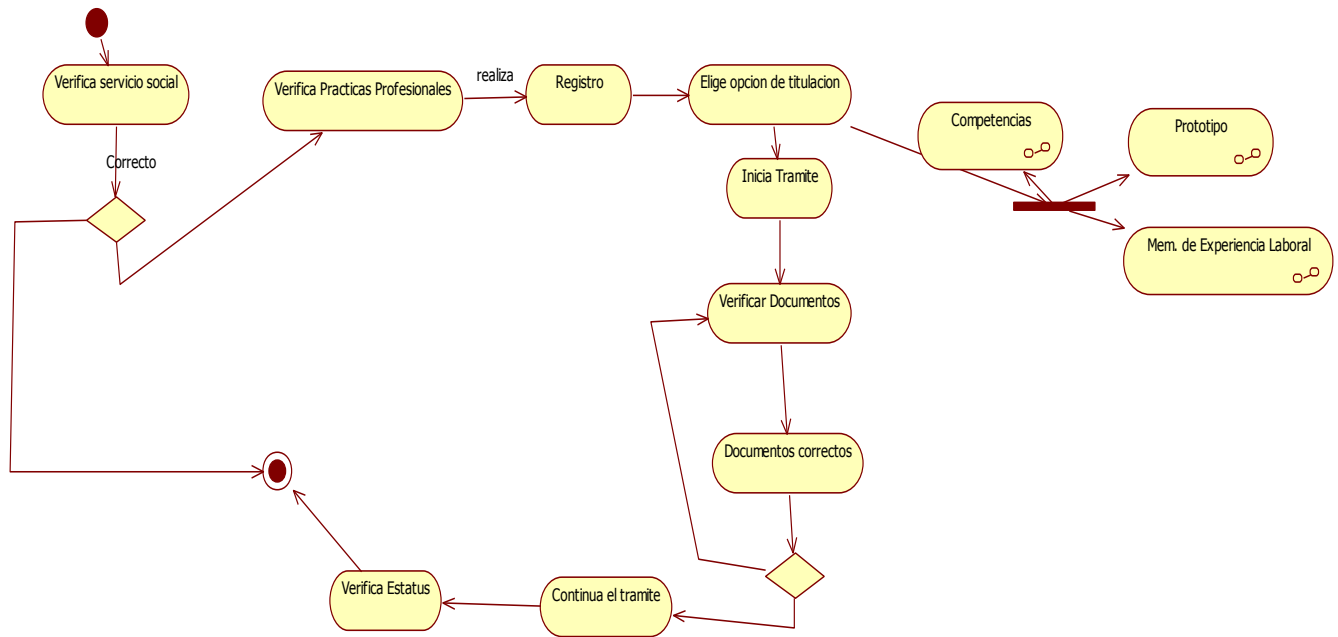 Verifica servicio social
Correcto
Verifica Practicas Profesionales
realiza
Registro
Elige opcion de titulacion
Competencias
Prototipo
Mem. de Experiencia Laboral
Inicia Tramite
Verificar Documentos
Documentos correctos
Continua el tramite
Verifica Estatus